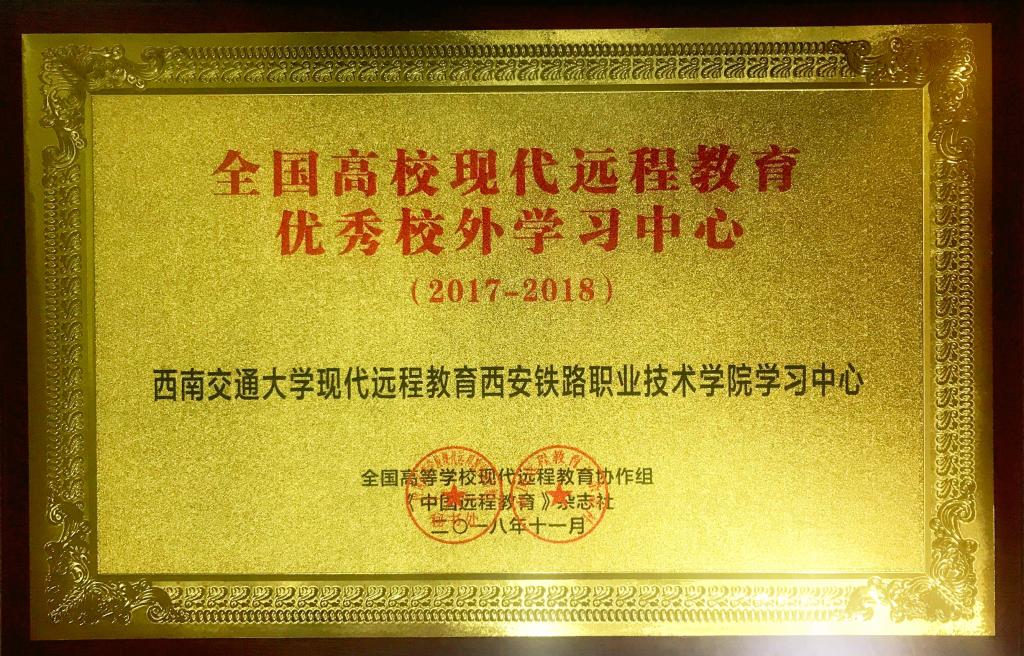 全国高校现代远程教育
优秀校外学习中心
（2017-2018）
西南交通大学现代远程教育西安铁路职业技术学院学习中心
全国高等学校现代远程教育协作组
《中国远程教育》杂志社
二〇一八年十一月